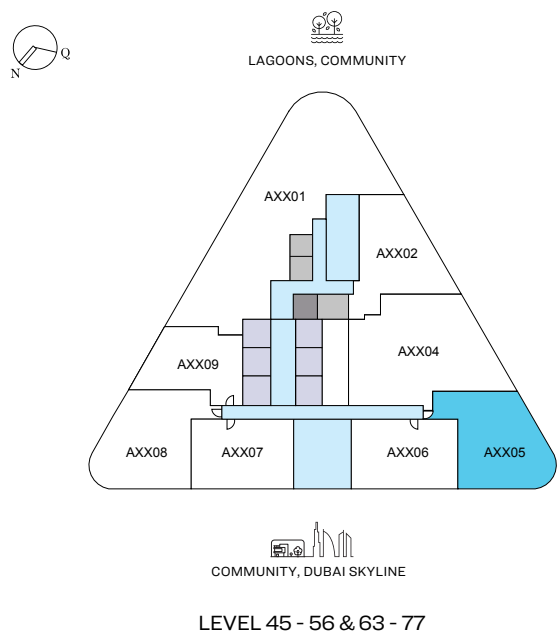 LAGOONS, COMMUNITY
Q
N
AXX01
AXX02
AXX04
AXX09
AXX08
AXX07
AXX06
AXX05
COMMUNITY, DUBAI SKYLINE
LEVEL 45 - 56 & 63 - 77